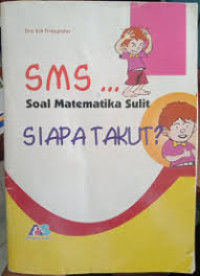 SMS ...
Soal Matematika Sulit
SIAPA TAKUT?